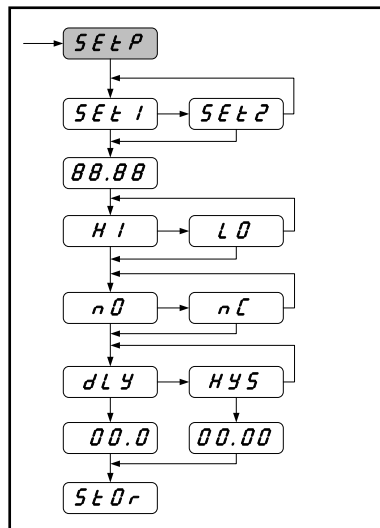 SEtP
SEt1 SEt2
88.88
HI LO
nO nC
dLY HYS
00.0 00.00
StOr